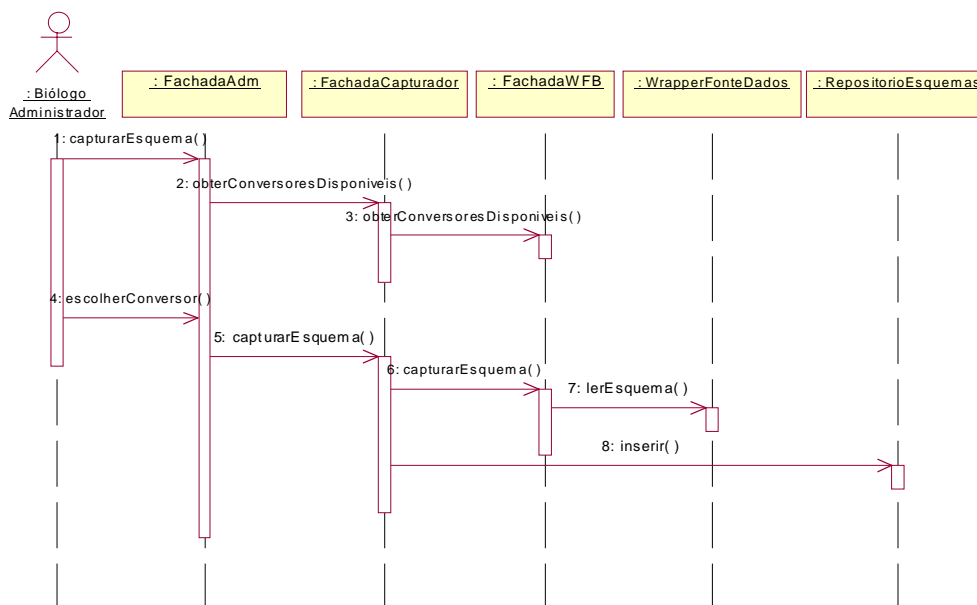 : Biólogo
Administrador
: FachadaAdm
: FachadaCapturador
: FachadaWFB
: WrapperFonteDados
: RepositorioEsquemas
1: capturarEsquema( )
2: obterConversoresDisponiveis( )
3: obterConversoresDisponiveis( )
4: escolherConversor( )
5: capturarEsquema( )
6: capturarEsquema( )
7: lerEsquema( )
8: inserir( )